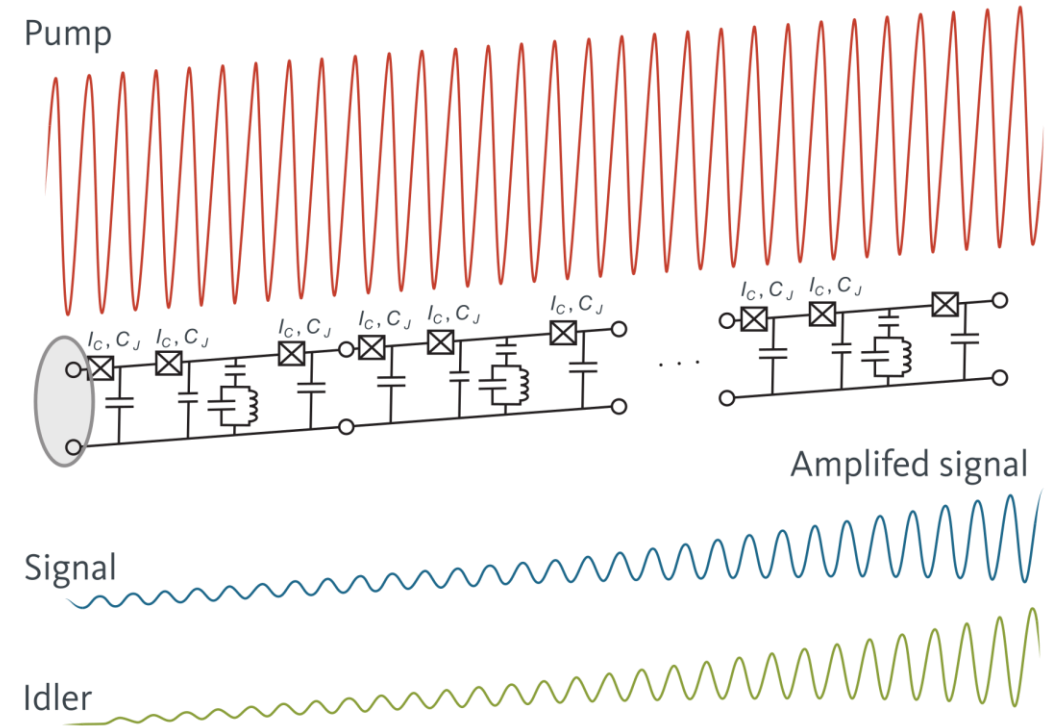 Pump
I_C, C_J I_C, C_J I_C, C_J I_C, C_J I_C, C_J I_C, C_J I_C, C_J I_C, C_J
. . .
Amplifed signal
Signal
Idler